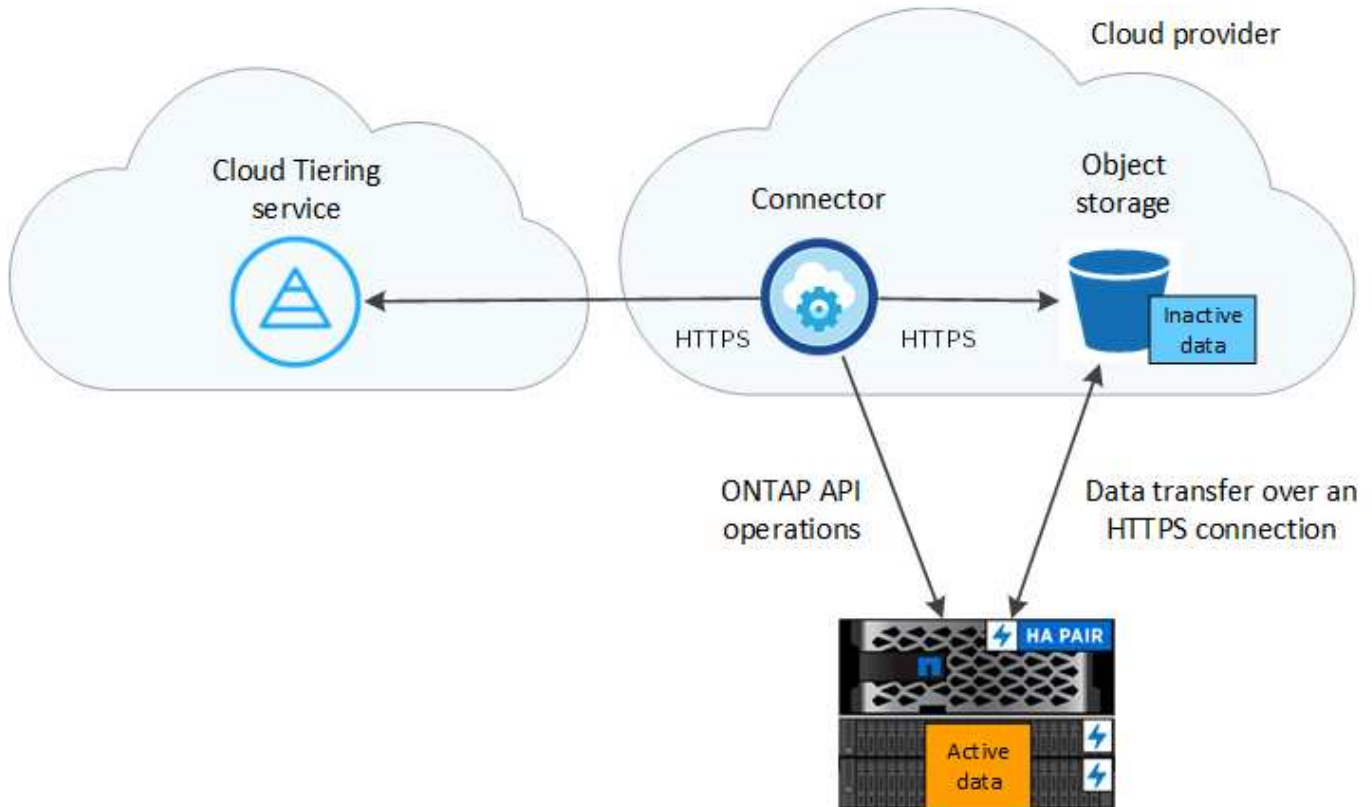 Cloud provider
Cloud Tiering
service
Connector
Object
storage
Inactive
data
HTTPS
HTTPS
ONTAP API
operations
Data transfer over an
HTTPS connection
HA PAIR
Active
data